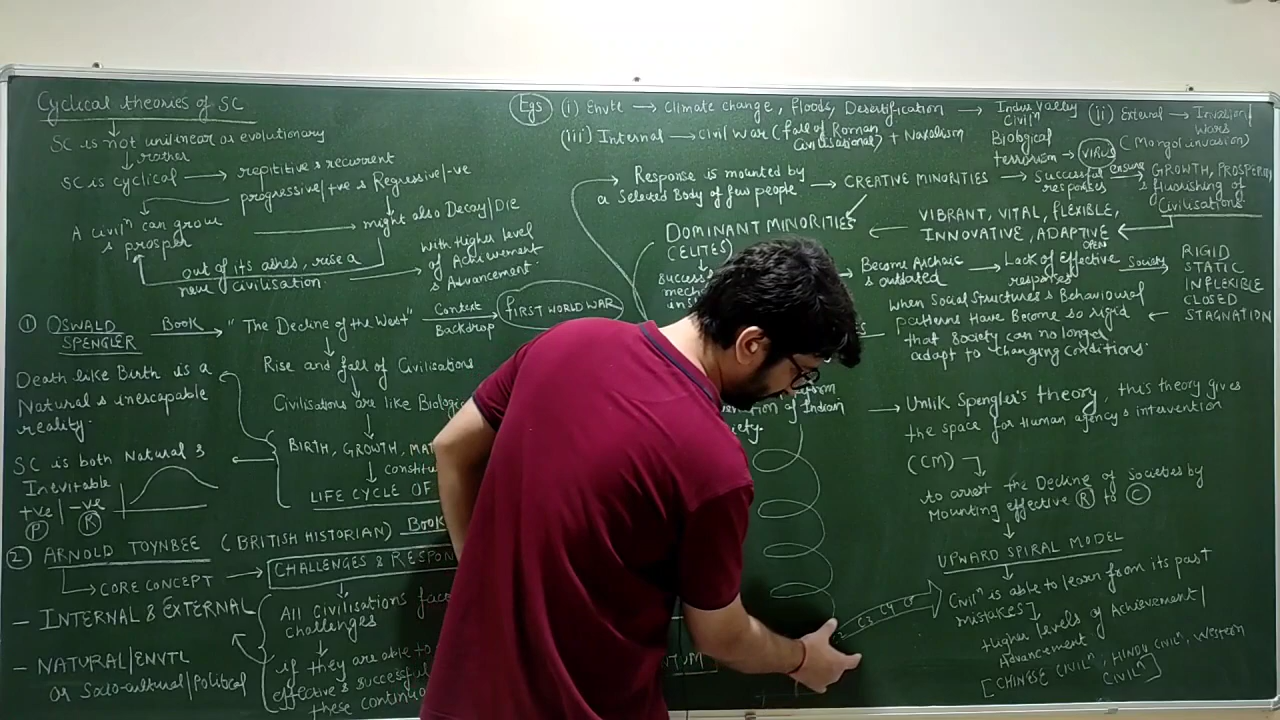 Cyclical theories of SC
SC is not unilinear or evolutionary
rather
SC is cyclical → repititive & recurrent
progressive/+ve & Regressive/-ve
A civilⁿ can grow
& prosper
might also Decay/Die
out of its ashes, rise a
new civilisation.
with Higher level
of Achievement
& Advancement.
① OSWALD
SPENGLER
Book
"The Decline of the West"
Context
Backdrop
FIRST WORLD WAR
Rise and fall of Civilisations
Civilisations are like
BIRTH, GROWTH,
LIFE CYCLE OF
Death like Birth is a
Natural & inescapable
reality.
SC is both Natural &
Inevitable
+ve | -ve
P R
② ARNOLD TOYNBEE (BRITISH HISTORIAN) Book
CORE CONCEPT → CHALLENGES &
- INTERNAL & EXTERNAL
- NATURAL/ENVTL
or Socio-cultural/Political
All Civilisations
challenges
if they are able to
effective &
these
Egs (i) Envte → Climate change, floods, Desertification → Indus Valley
Civilⁿ
(ii) External → Invasion/
Wars
(Mongol invasion)
(iii) Internal → Civil War (fall of Roman
Civilisational) + Naxalism
Biological
terrorism → VIRUS
Response is mounted by
a Selected Body of few people
→ CREATIVE MINORITIES → Successful
responses
ensure
GROWTH, PROSPERITY
& flourishing of
Civilisations
VIBRANT, VITAL, FLEXIBLE,
INNOVATIVE, ADAPTIVE
OPEN
DOMINANT MINORITIES
(ELITES)
Become Archaic
& outdated
→ Lack of effective
responses
Society
RIGID
STATIC
INFLEXIBLE
CLOSED
STAGNATION
When Social Structures & Behavioural
patterns Have Become so rigid
that society can no longer
adapt to changing conditions.
of Indian
→ Unlik Spengler's theory, this theory gives
the space for Human agency & intervention
(CM)
to arrest the Decline of societies by
Mounting effective R to C
UPWARD SPIRAL MODEL
C3 C4
Civilⁿ is able to learn from its past
mistakes]
Higher levels of Achievement/
Advancement
[CHINESE CIVILⁿ, HINDU CIVILⁿ, Western
CIVILⁿ]